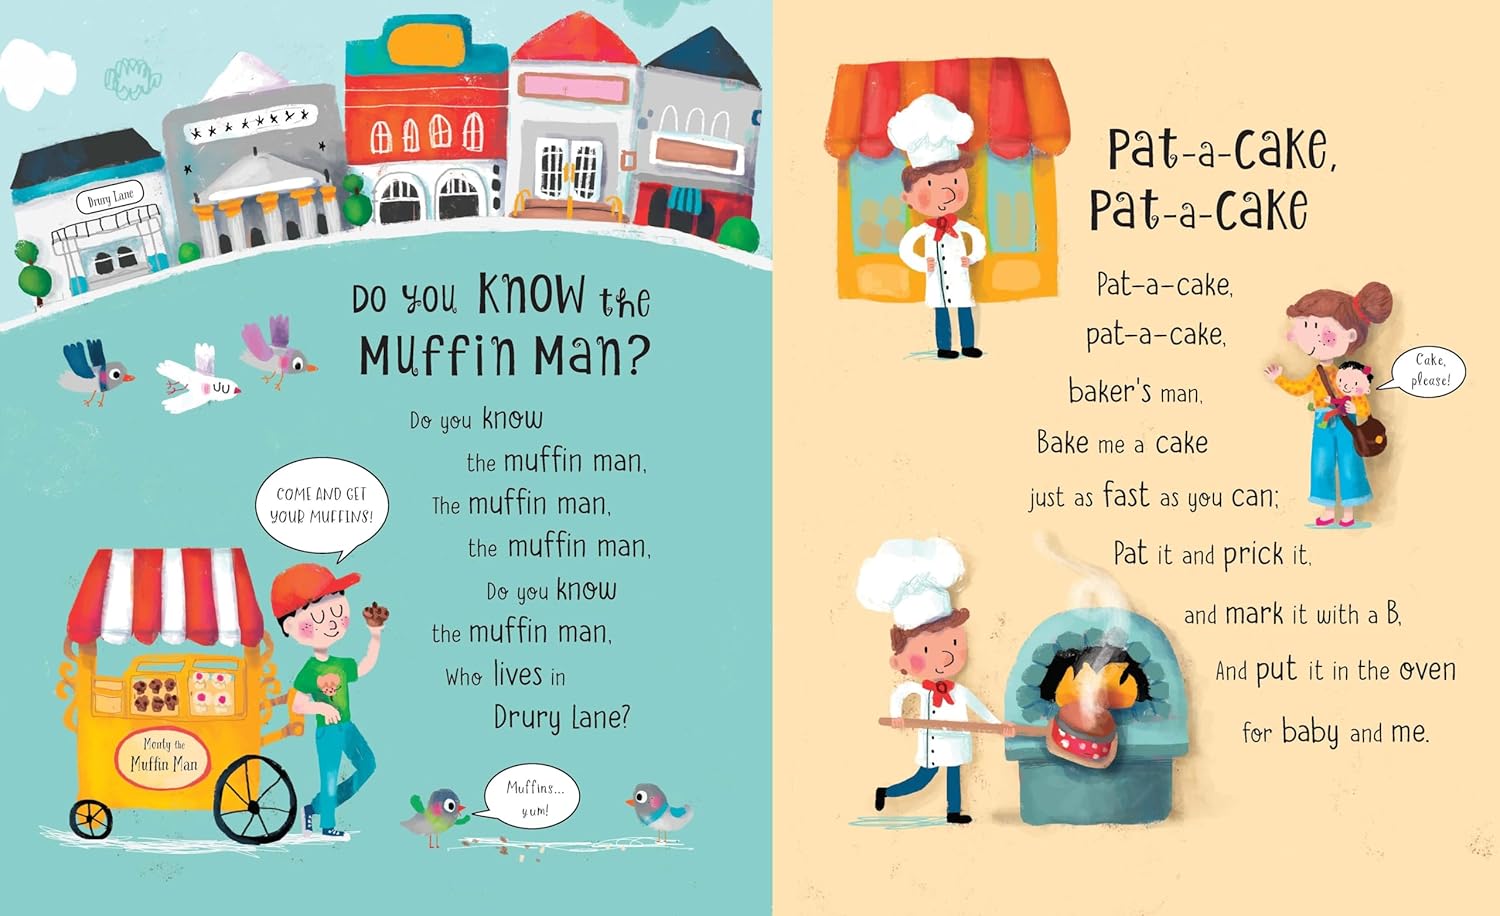 Drury Lane
Do you KNOW the
Muffin Man?
Do you know
the muffin man,
The muffin man,
the muffin man,
Do you know
the muffin man,
Who lives in
Drury Lane?
COME AND GET
YOUR MUFFINS!
Monty the
Muffin Man
Muffins...
yum!
Pat-a-Cake,
Pat-a-Cake
Pat-a-cake,
pat-a-cake,
baker's man,
Bake me a cake
just as fast as you can;
Pat it and prick it,
and mark it with a B,
And put it in the oven
for baby and me.
Cake,
please!